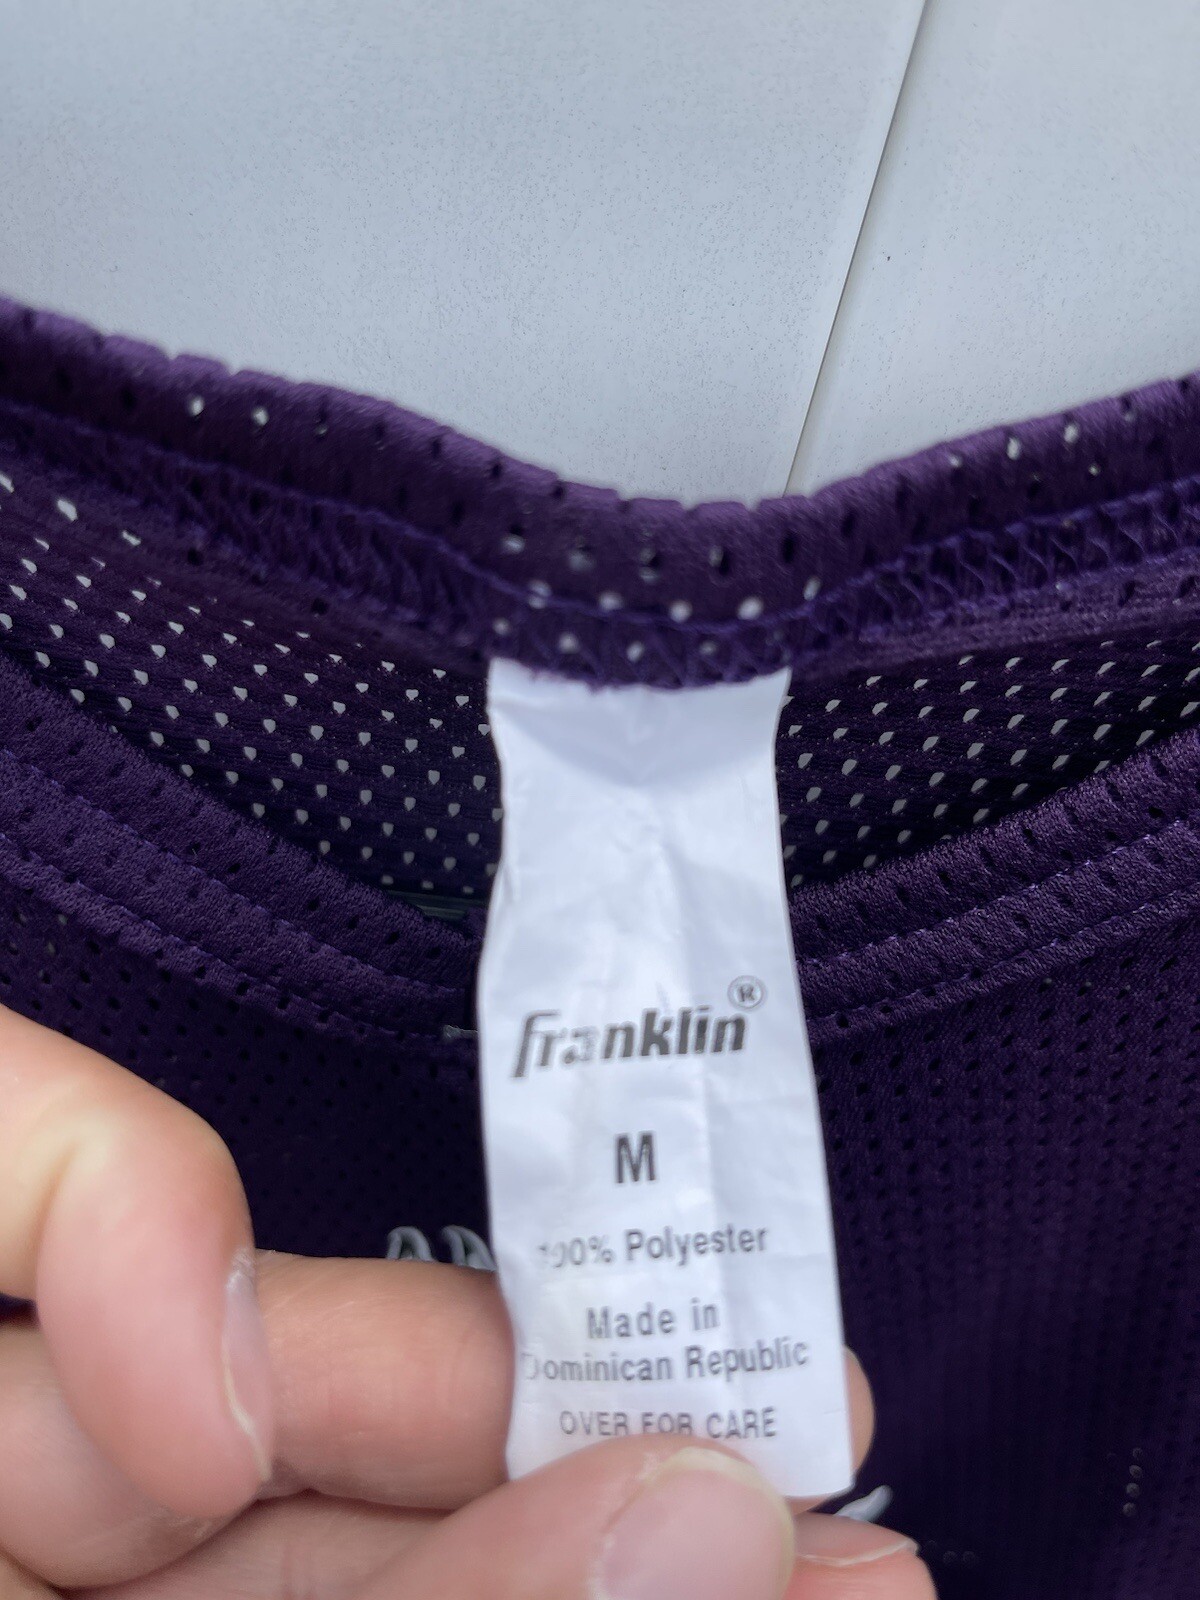 franklin®
M
100% Polyester
Made in
Dominican Republic
OVER FOR CARE